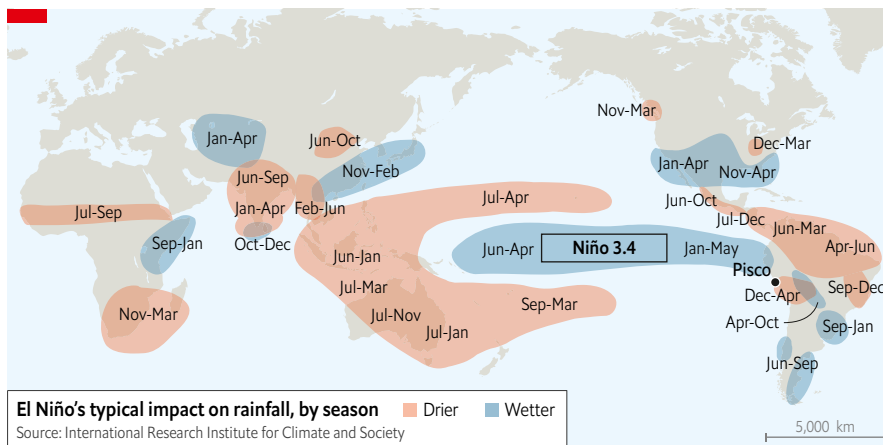 Nov-Mar
Jan-Apr
Jun-Oct
Dec-Mar
Nov-Feb
Jan-Apr
Nov-Apr
Jun-Sep
Jul-Apr
Jun-Oct
Jul-Sep
Jan-Apr
Feb-Jun
Jul-Dec
Jun-Mar
Sep-Jan
Oct-Dec
Jun-Apr
Niño 3.4
Jan-May
Apr-Jun
Jun-Jan
Pisco
Jul-Mar
Dec-Apr
Sep-Dec
Nov-Mar
Jul-Nov
Sep-Mar
Apr-Oct
Sep-Jan
Jul-Jan
Jun-Sep
El Niño's typical impact on rainfall, by season
Drier
Wetter
Source: International Research Institute for Climate and Society
5,000 km